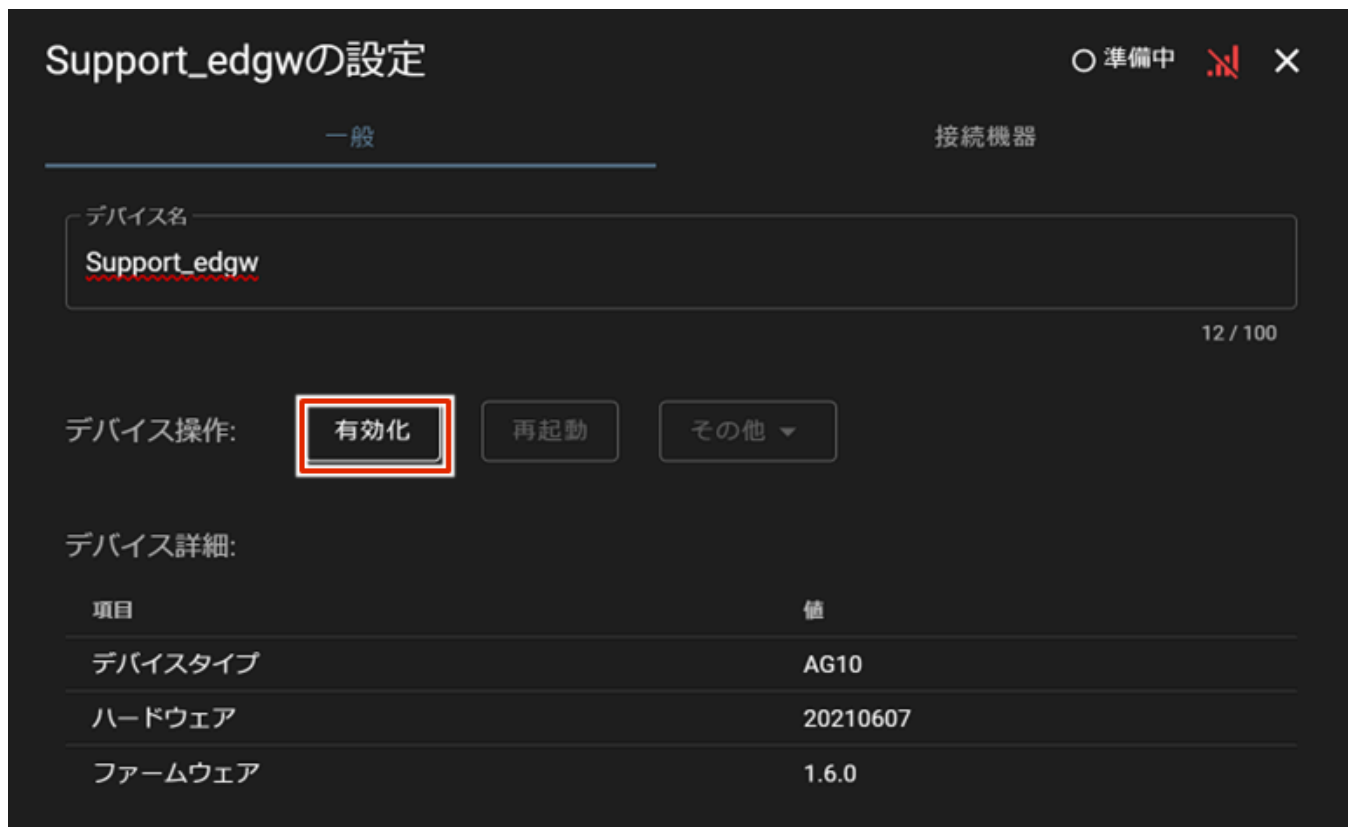 Support_edgwの設定 準備中
一般 接続機器
デバイス名
Support_edgw
12 / 100
デバイス操作: 有効化 再起動 その他
デバイス詳細:
項目 値
デバイスタイプ AG10
ハードウェア 20210607
ファームウェア 1.6.0